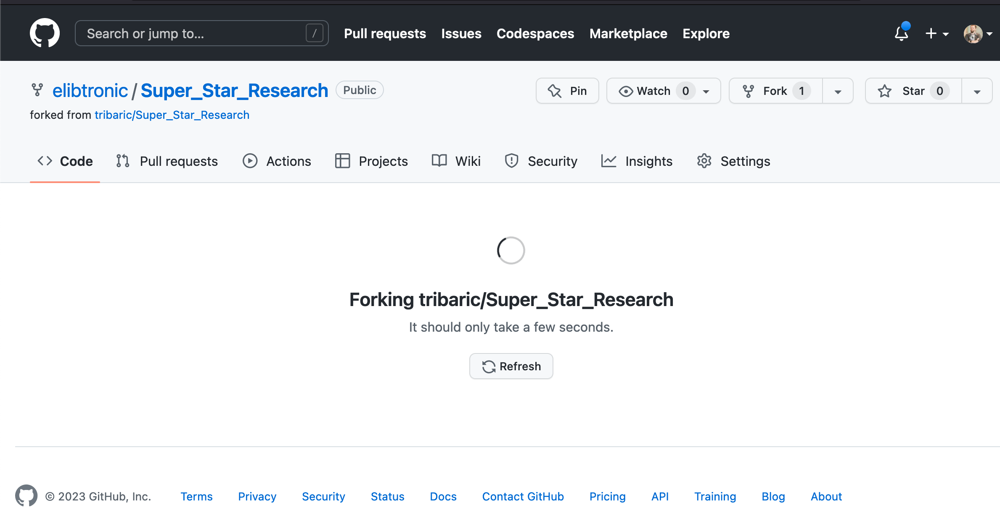 Search or jump to... / Pull requests Issues Codespaces Marketplace Explore
elibtronic / Super_Star_Research Public Pin Watch 0 Fork 1 Star 0
forked from tribaric/Super_Star_Research
Code Pull requests Actions Projects Wiki Security Insights Settings
Forking tribaric/Super_Star_Research
It should only take a few seconds.
Refresh
© 2023 GitHub, Inc. Terms Privacy Security Status Docs Contact GitHub Pricing API Training Blog About